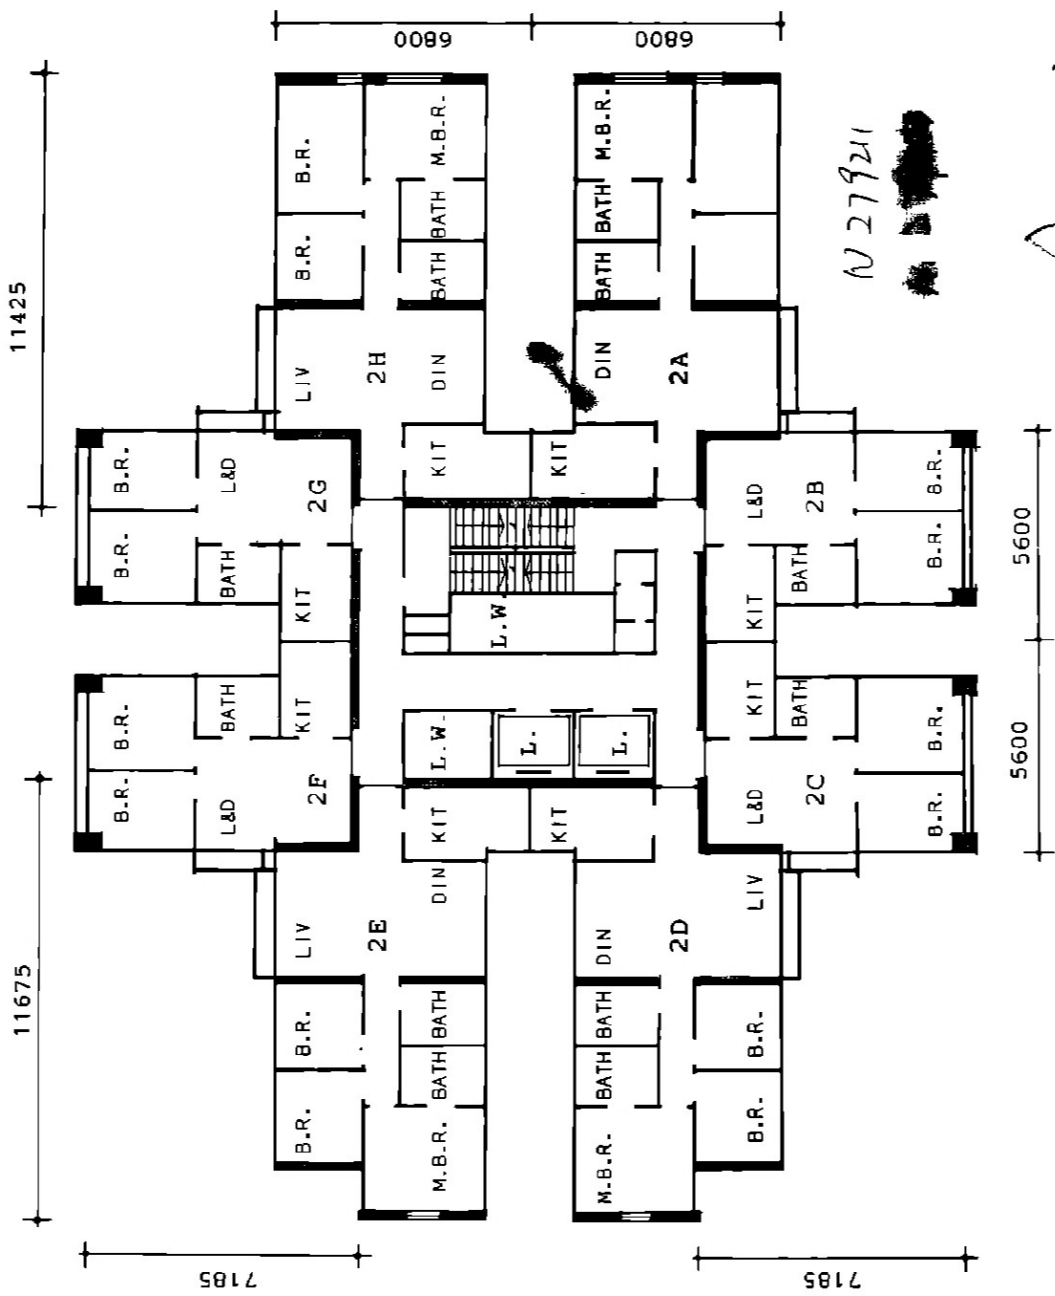 6800
6800
11425
11675
5600
5600
7185
7185
N 27921
B.R.
B.R.
M.B.R.
BATH
BATH
LIV
2H
DIN
KIT
M.B.R.
BATH
BATH
DIN
2A
KIT
B.R.
B.R.
L&D
2G
BATH
KIT
L&D
2B
B.R.
B.R.
KIT
BATH
L.W.
L.W.
L.
L.
B.R.
B.R.
BATH
KIT
L&D
2F
KIT
BATH
L&D
2C
B.R.
B.R.
KIT
DIN
LIV
2E
B.R.
B.R.
BATH
BATH
M.B.R.
KIT
DIN
2D
LIV
BATH
BATH
M.B.R.
B.R.
B.R.